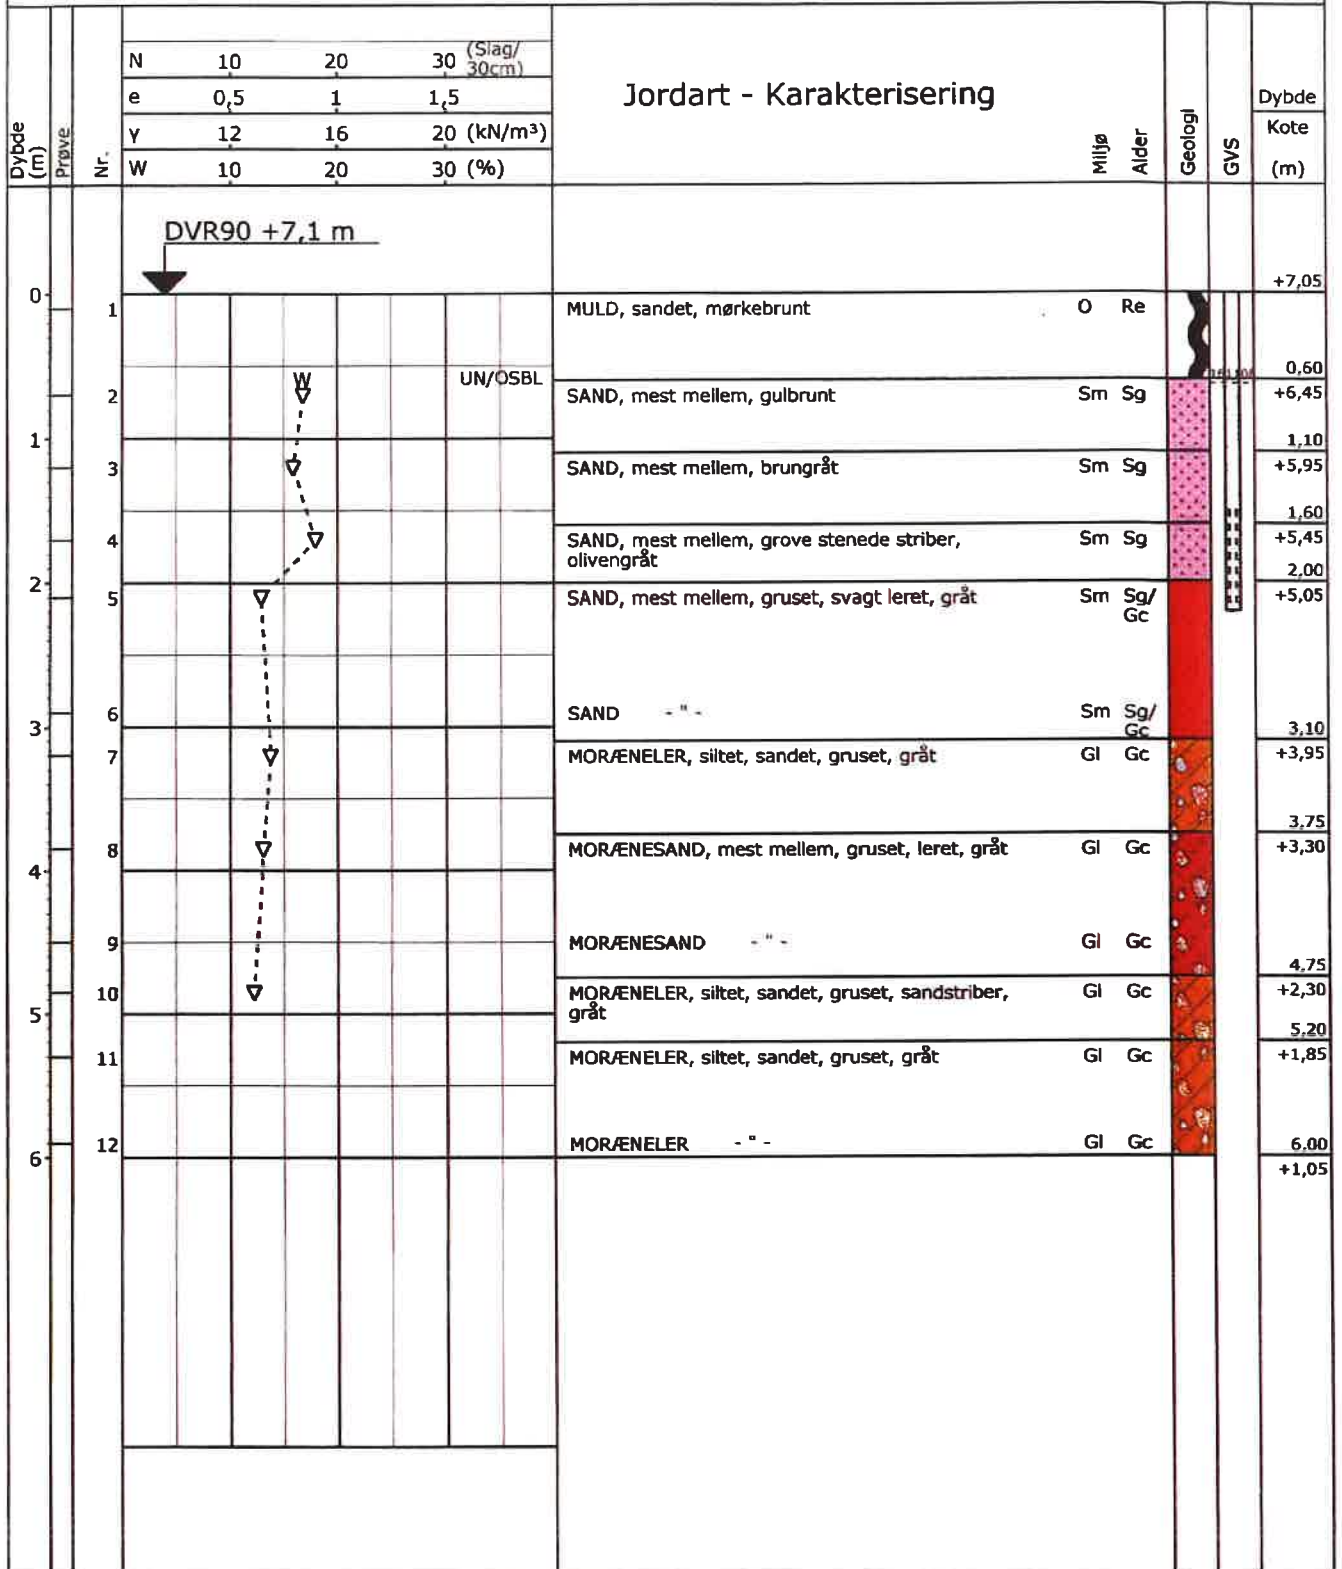 Dybde
(m)
Prøve
Nr.
N 10 20 30 (Slag/
30cm)
e 0,5 1 1,5
γ 12 16 20 (kN/m³)
W 10 20 30 (%)
Jordart - Karakterisering
Miljø
Alder
Geologi
GVS
Dybde
Kote
(m)
DVR90 +7,1 m
+7,05
0
1 MULD, sandet, mørkebrunt O Re
0,60
W UN/OSBL
2 SAND, mest mellem, gulbrunt Sm Sg +6,45
1 1,10
3 SAND, mest mellem, brungråt Sm Sg +5,95
1,60
4 SAND, mest mellem, grove stenede striber, Sm Sg +5,45
olivengråt
2 2,00
5 SAND, mest mellem, gruset, svagt leret, gråt Sm Sg/ +5,05
Gc
6 SAND - " - Sm Sg/
Gc
3 3,10
7 MORÆNELER, siltet, sandet, gruset, gråt Gl Gc +3,95
3,75
8 MORÆNESAND, mest mellem, gruset, leret, gråt Gl Gc +3,30
4
9 MORÆNESAND - " - Gl Gc
4,75
10 MORÆNELER, siltet, sandet, gruset, sandstriber, Gl Gc +2,30
gråt
5 5,20
11 MORÆNELER, siltet, sandet, gruset, gråt Gl Gc +1,85
12 MORÆNELER - " - Gl Gc 6,00
6
+1,05